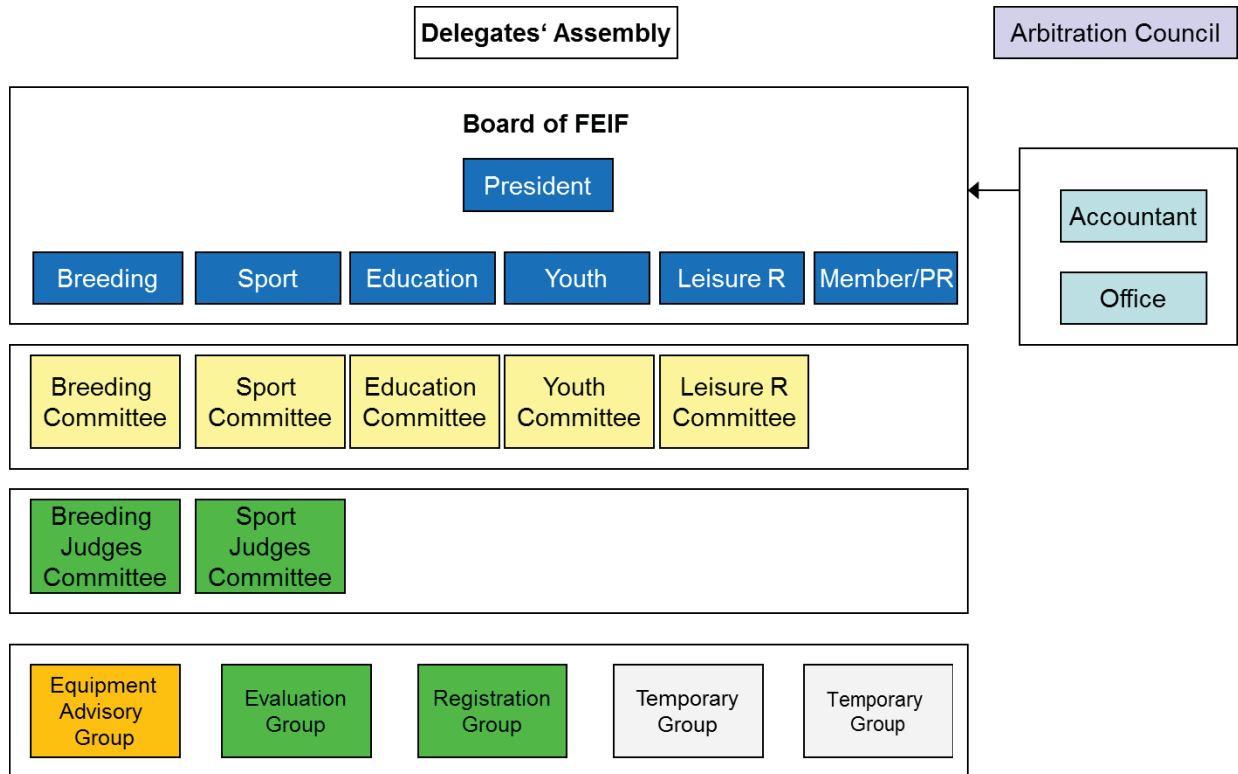 Delegates‘ Assembly
Arbitration Council
Board of FEIF
President
Accountant
Office
Breeding
Sport
Education
Youth
Leisure R
Member/PR
Breeding
Committee
Sport
Committee
Education
Committee
Youth
Committee
Leisure R
Committee
Breeding
Judges
Committee
Sport
Judges
Committee
Equipment
Advisory
Group
Evaluation
Group
Registration
Group
Temporary
Group
Temporary
Group